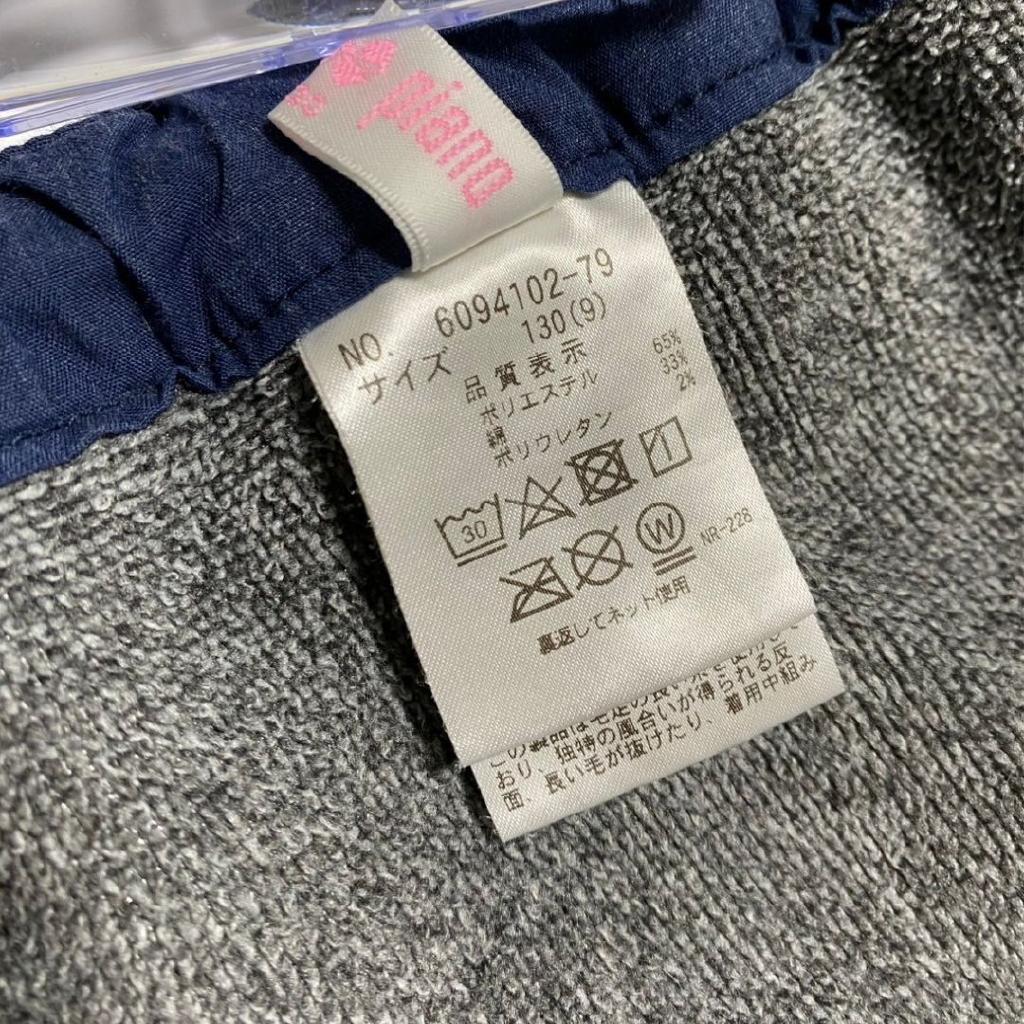 piano
NO. 6094102-79
サイズ 130(9)
品質表示
ポリエステル 65%
綿 33%
ポリウレタン 2%
30
W
NR-228
裏返してネット使用
おり、独特の風合いが得られる反
面、長い毛が抜けたり、着用中組み